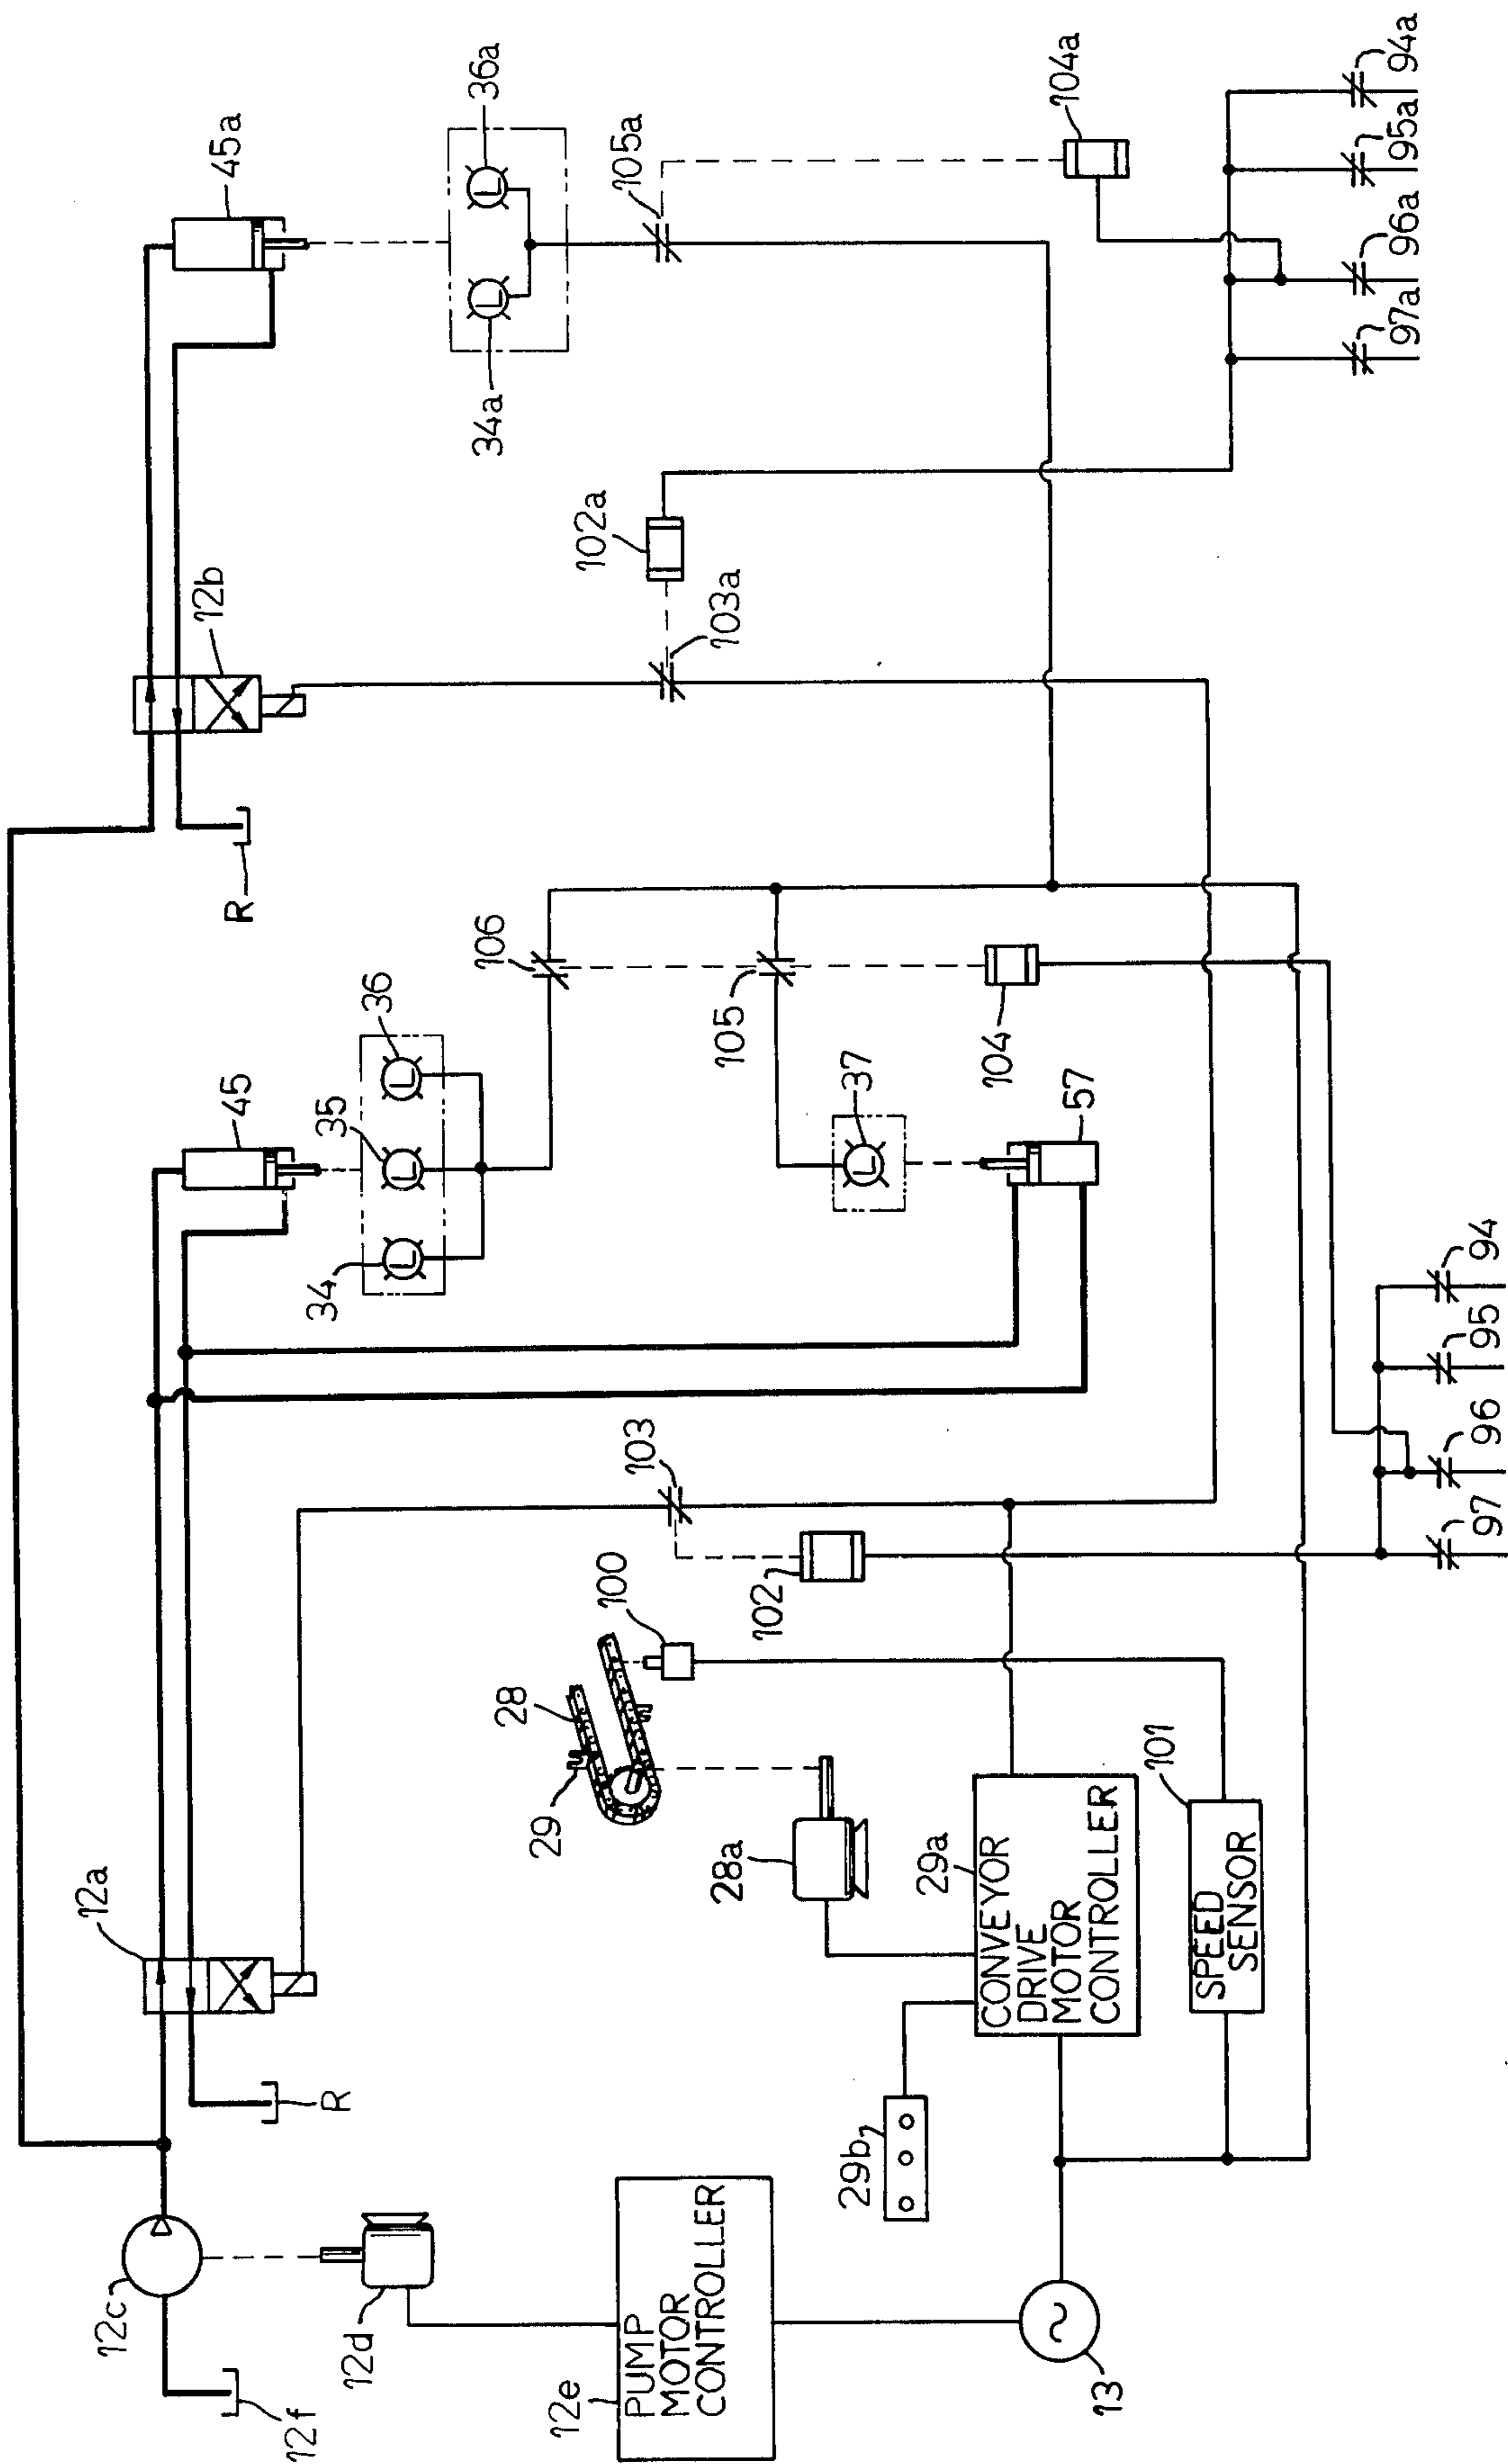 12c
12f
12d
12e
PUMP
MOTOR
CONTROLLER
13
R
12a
29b
29
28
100
28a
29a
CONVEYOR
DRIVE
MOTOR
CONTROLLER
101
SPEED
SENSOR
102
103
97
96
95
94
34
35
36
45
L
L
L
37
L
57
104
105
106
R
12b
103a
102a
34a
36a
L
L
45a
105a
104a
97a
96a
95a
94a